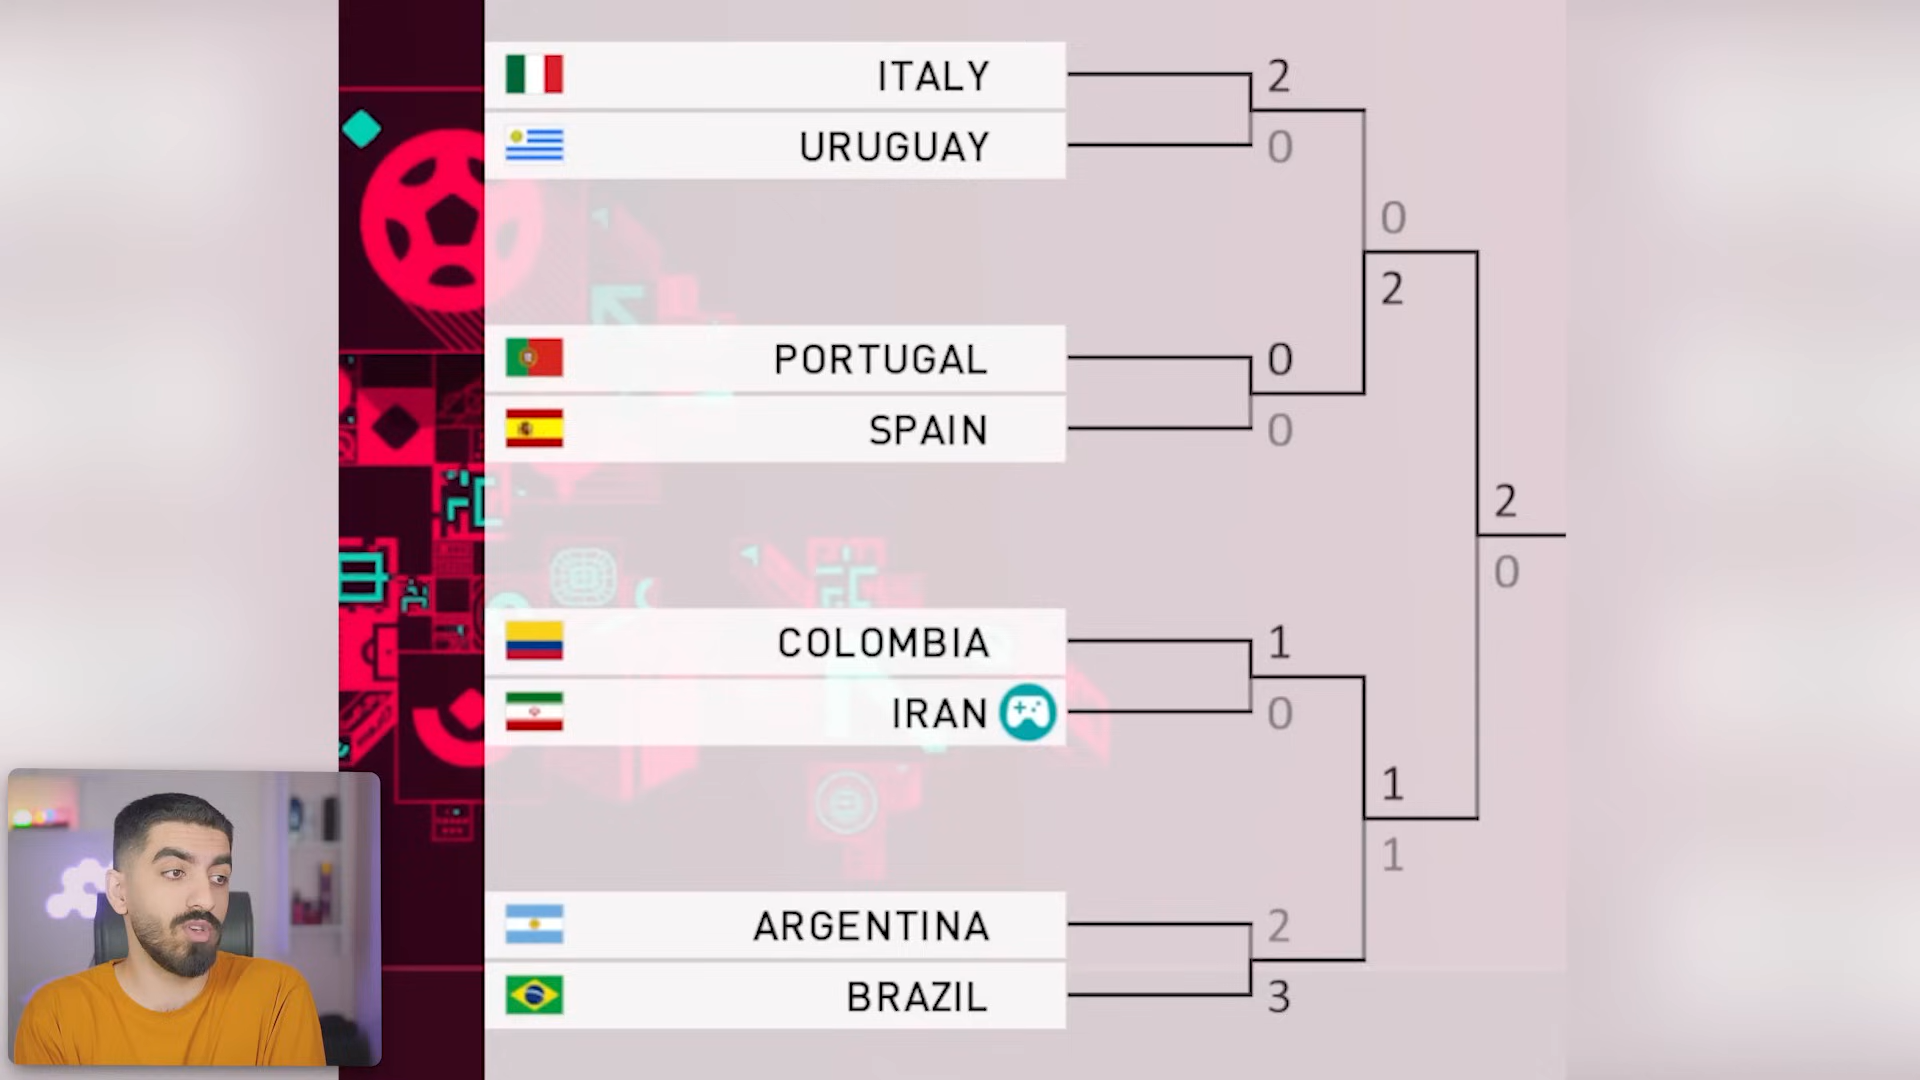 ITALY 2
URUGUAY 0
0
2
PORTUGAL 0
SPAIN 0
2
0
COLOMBIA 1
IRAN 0
1
1
ARGENTINA 2
BRAZIL 3